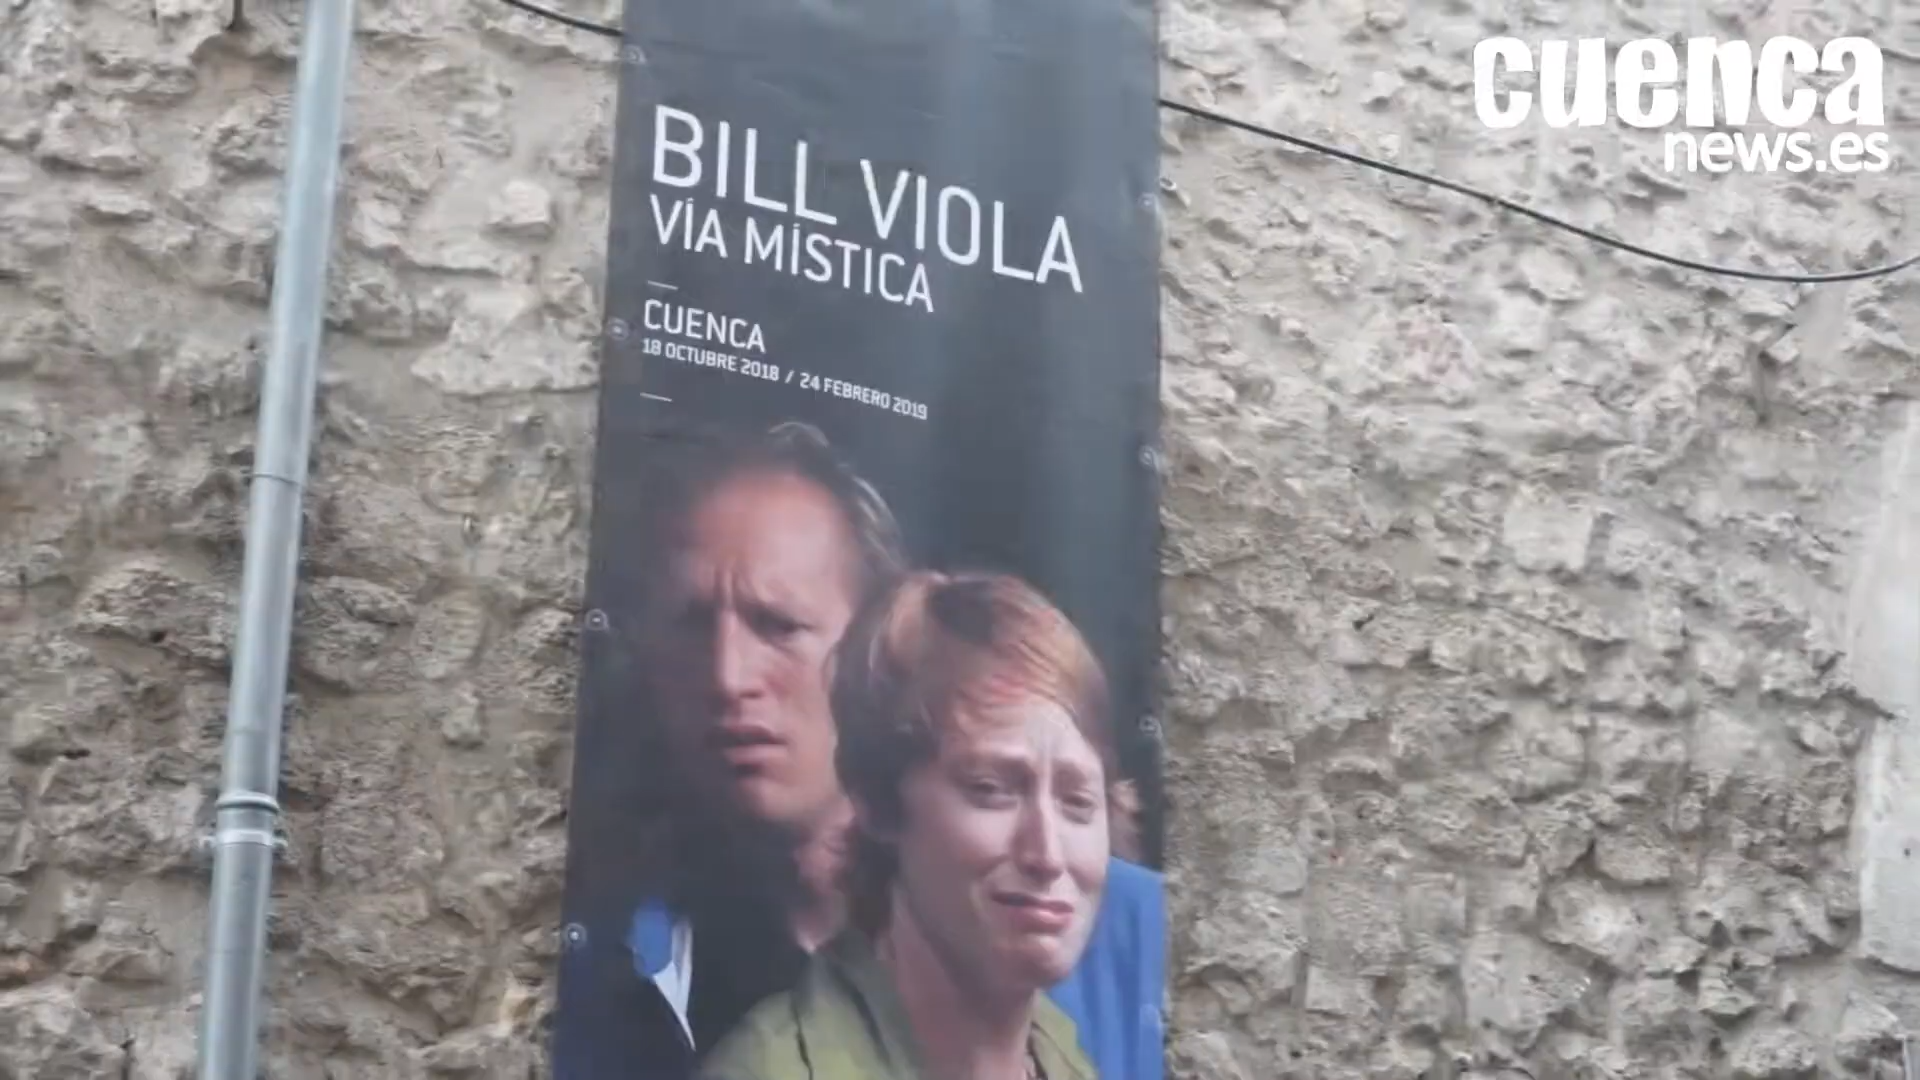 cuenca
news.es
BILL VIOLA
VÍA MÍSTICA
CUENCA
18 OCTUBRE 2018 / 24 FEBRERO 2019